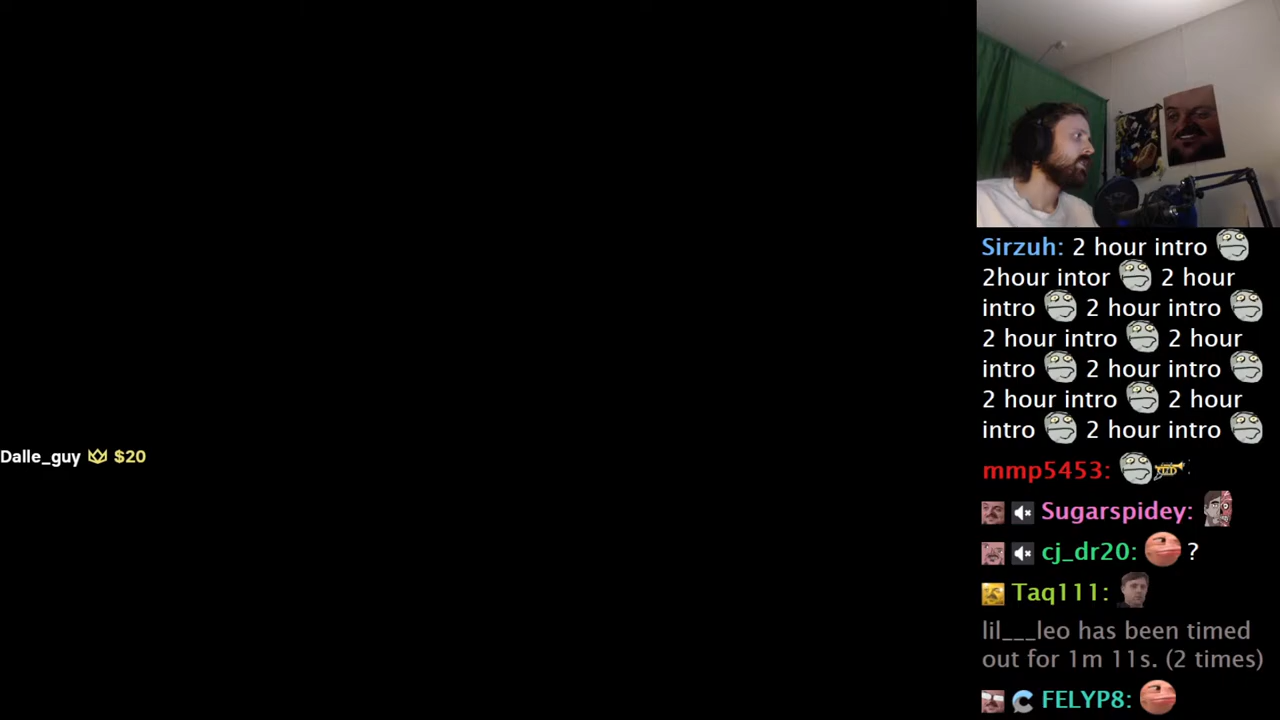 Sirzuh: 2 hour intro
2hour intor 2 hour
intro 2 hour intro
2 hour intro 2 hour
intro 2 hour intro
2 hour intro 2 hour
intro 2 hour intro
Dalle_guy $20
mmp5453:
Sugarspidey:
cj_dr20: ?
Taq111:
lil___leo has been timed
out for 1m 11s. (2 times)
FELYP8: